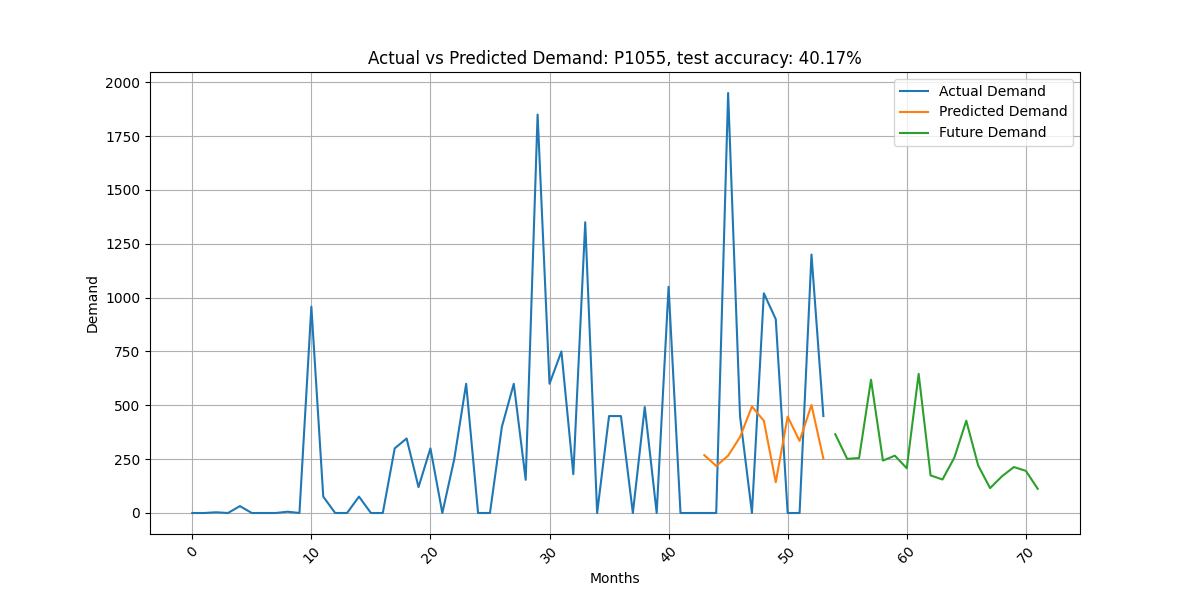 Actual vs Predicted Demand: P1055, test accuracy: 40.17%
Actual Demand
Predicted Demand
Future Demand
2000
1750
1500
1250
1000
750
500
250
0
Demand
0
10
20
30
40
50
60
70
Months